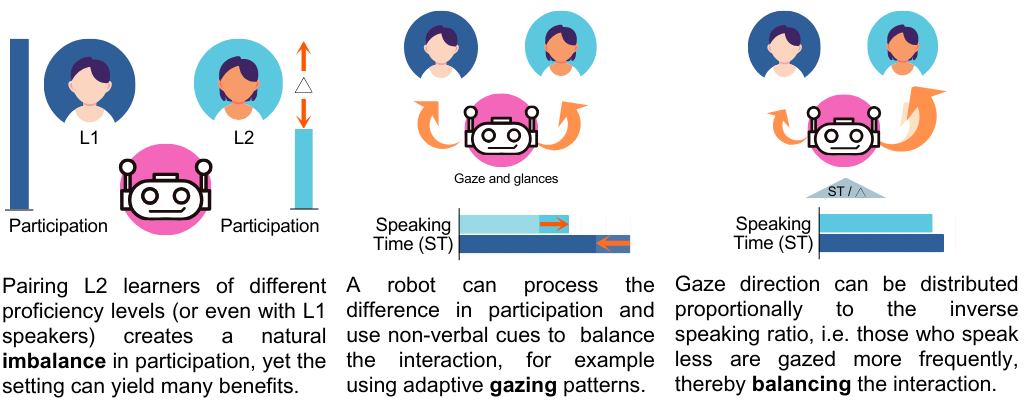 L1
L2
△
Participation
Participation
Pairing L2 learners of different
proficiency levels (or even with L1
speakers) creates a natural
imbalance in participation, yet the
setting can yield many benefits.
Gaze and glances
Speaking
Time (ST)
A robot can process the
difference in participation and
use non-verbal cues to balance
the interaction, for example
using adaptive gazing patterns.
ST / △
Speaking
Time (ST)
Gaze direction can be distributed
proportionally to the inverse
speaking ratio, i.e. those who speak
less are gazed more frequently,
thereby balancing the interaction.